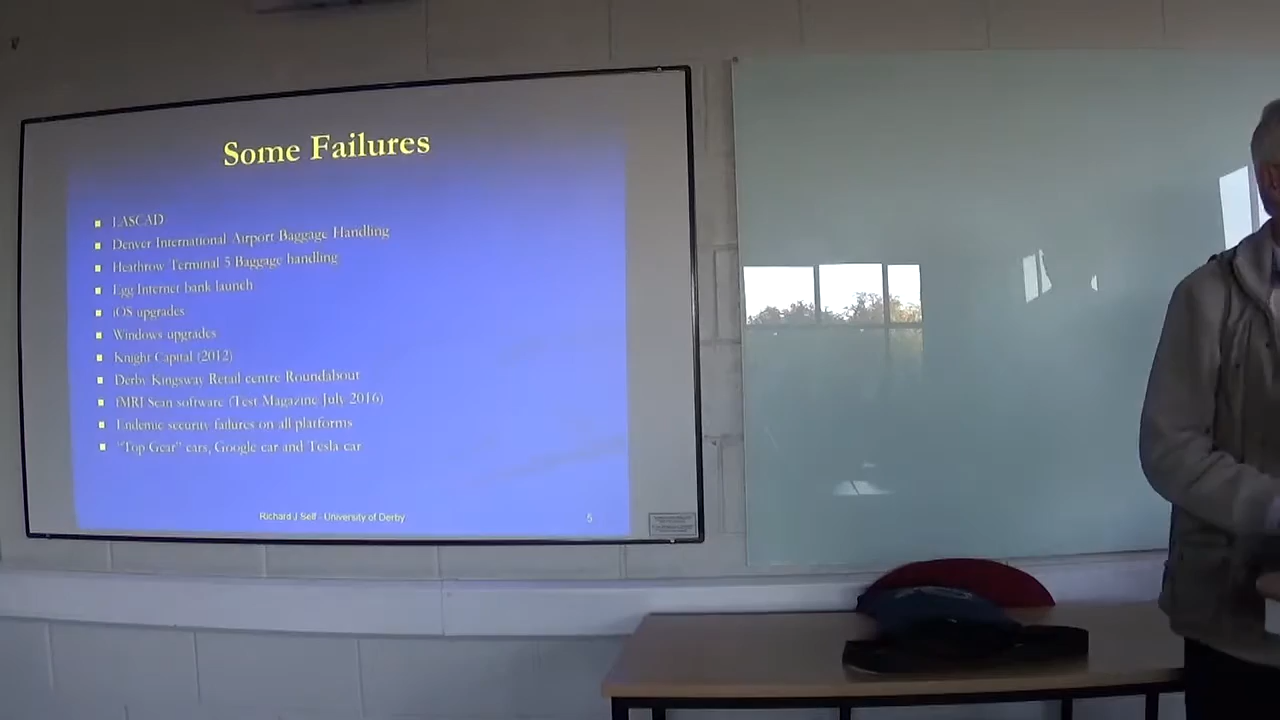 Some Failures
LASCAD
Denver International Airport Baggage Handling
Heathrow Terminal 5 Baggage handling
Egg Internet bank launch
iOS upgrades
Windows upgrades
Knight Capital (2012)
Derby Kingsway Retail centre Roundabout
fMRI Scan software (Test Magazine July 2016)
Endemic security failures on all platforms
"Top Gear" cars, Google car and Tesla car
Richard J Self - University of Derby
5